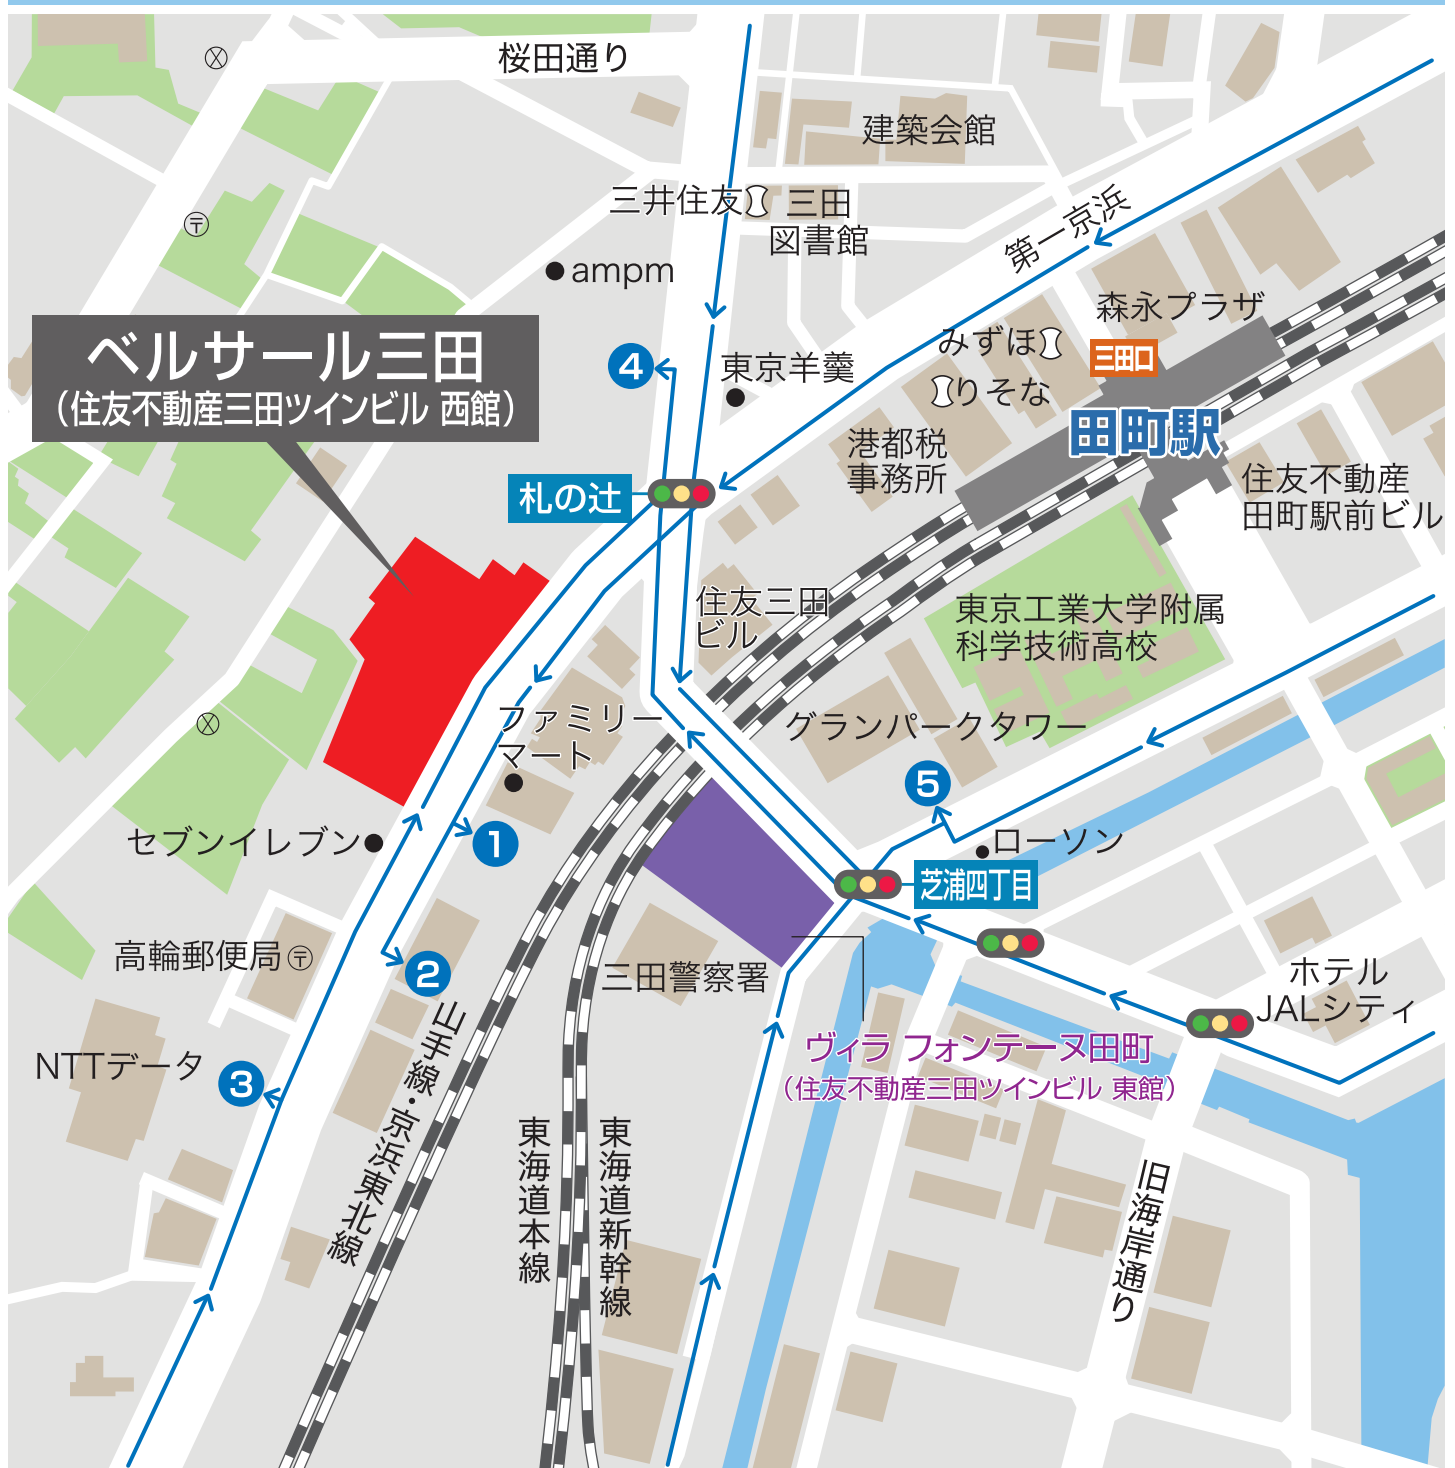 桜田通り
建築会館
三井住友
三田
図書館
第一京浜
ampm
森永プラザ
みずほ
三田口
りそな
田町駅
ベルサール三田
（住友不動産三田ツインビル 西館）
4
東京羊羹
港都税
事務所
住友不動産
田町駅前ビル
札の辻
住友三田
ビル
東京工業大学附属
科学技術高校
ファミリー
マート
グランパークタワー
5
セブンイレブン
1
ローソン
芝浦四丁目
高輪郵便局
2
三田警察署
ホテル
JALシティ
NTTデータ
3
ヴィラ フォンテーヌ田町
（住友不動産三田ツインビル 東館）
山手線・京浜東北線
東海道本線
東海道新幹線
旧海岸通り